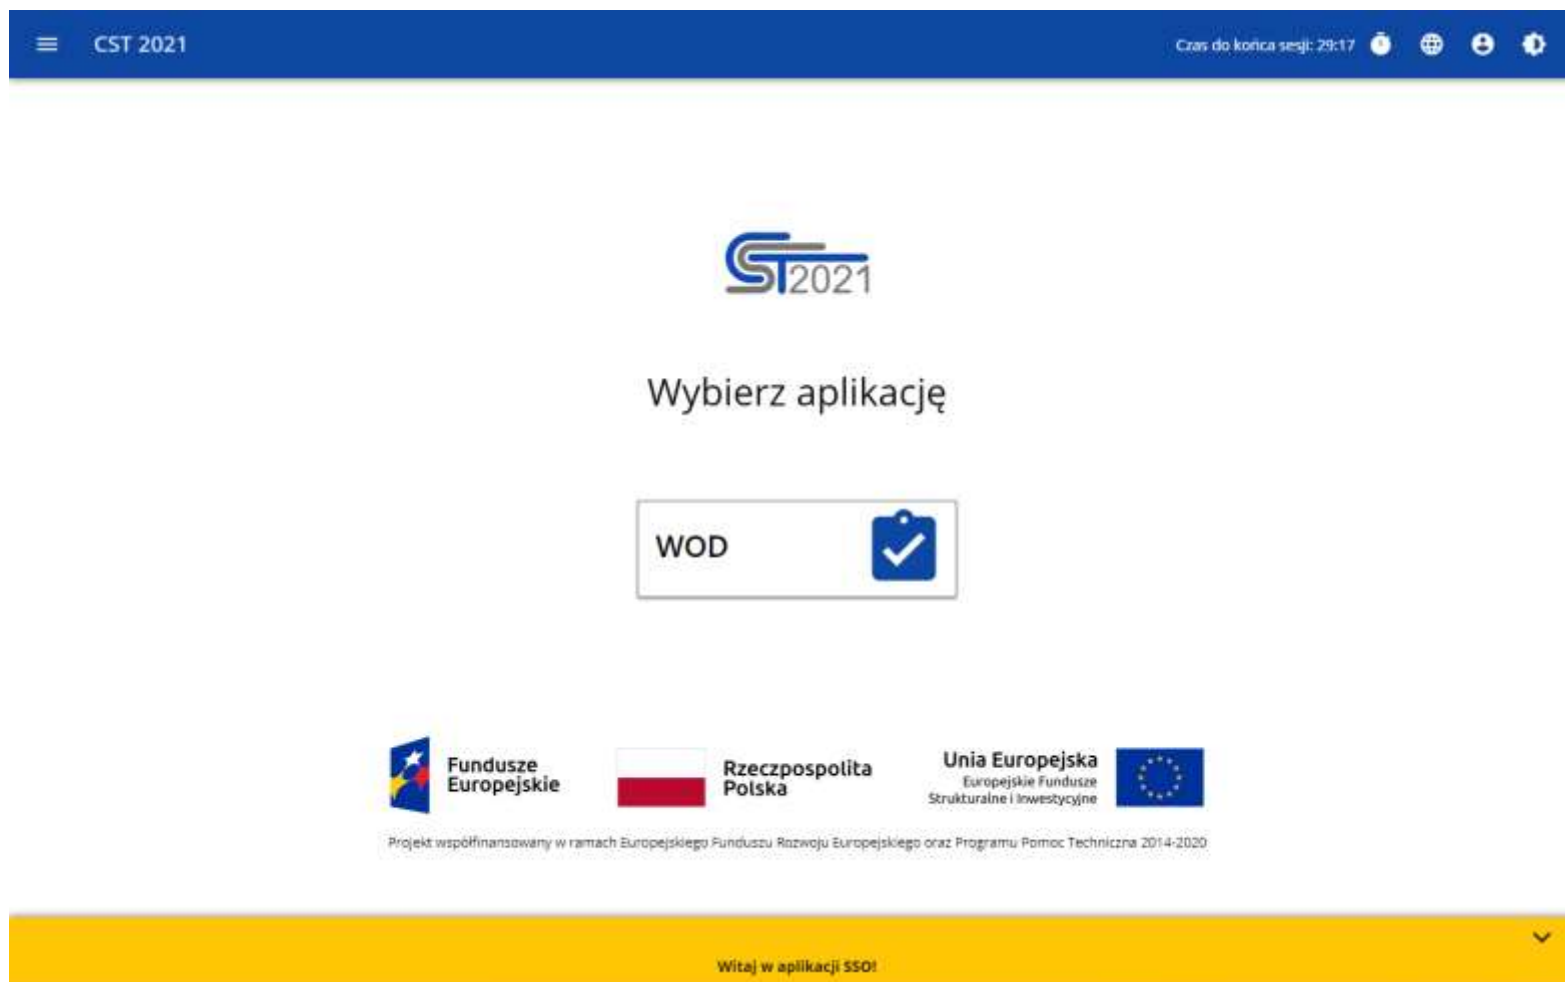 CST 2021
Czas do końca sesji: 29:17
CST2021
Wybierz aplikację
WOD
Fundusze
Europejskie
Rzeczpospolita
Polska
Unia Europejska
Europejskie Fundusze
Strukturalne i Inwestycyjne
Projekt współfinansowany w ramach Europejskiego Funduszu Rozwoju Europejskiego oraz Programu Pomoc Techniczna 2014-2020
Witaj w aplikacji SSO!